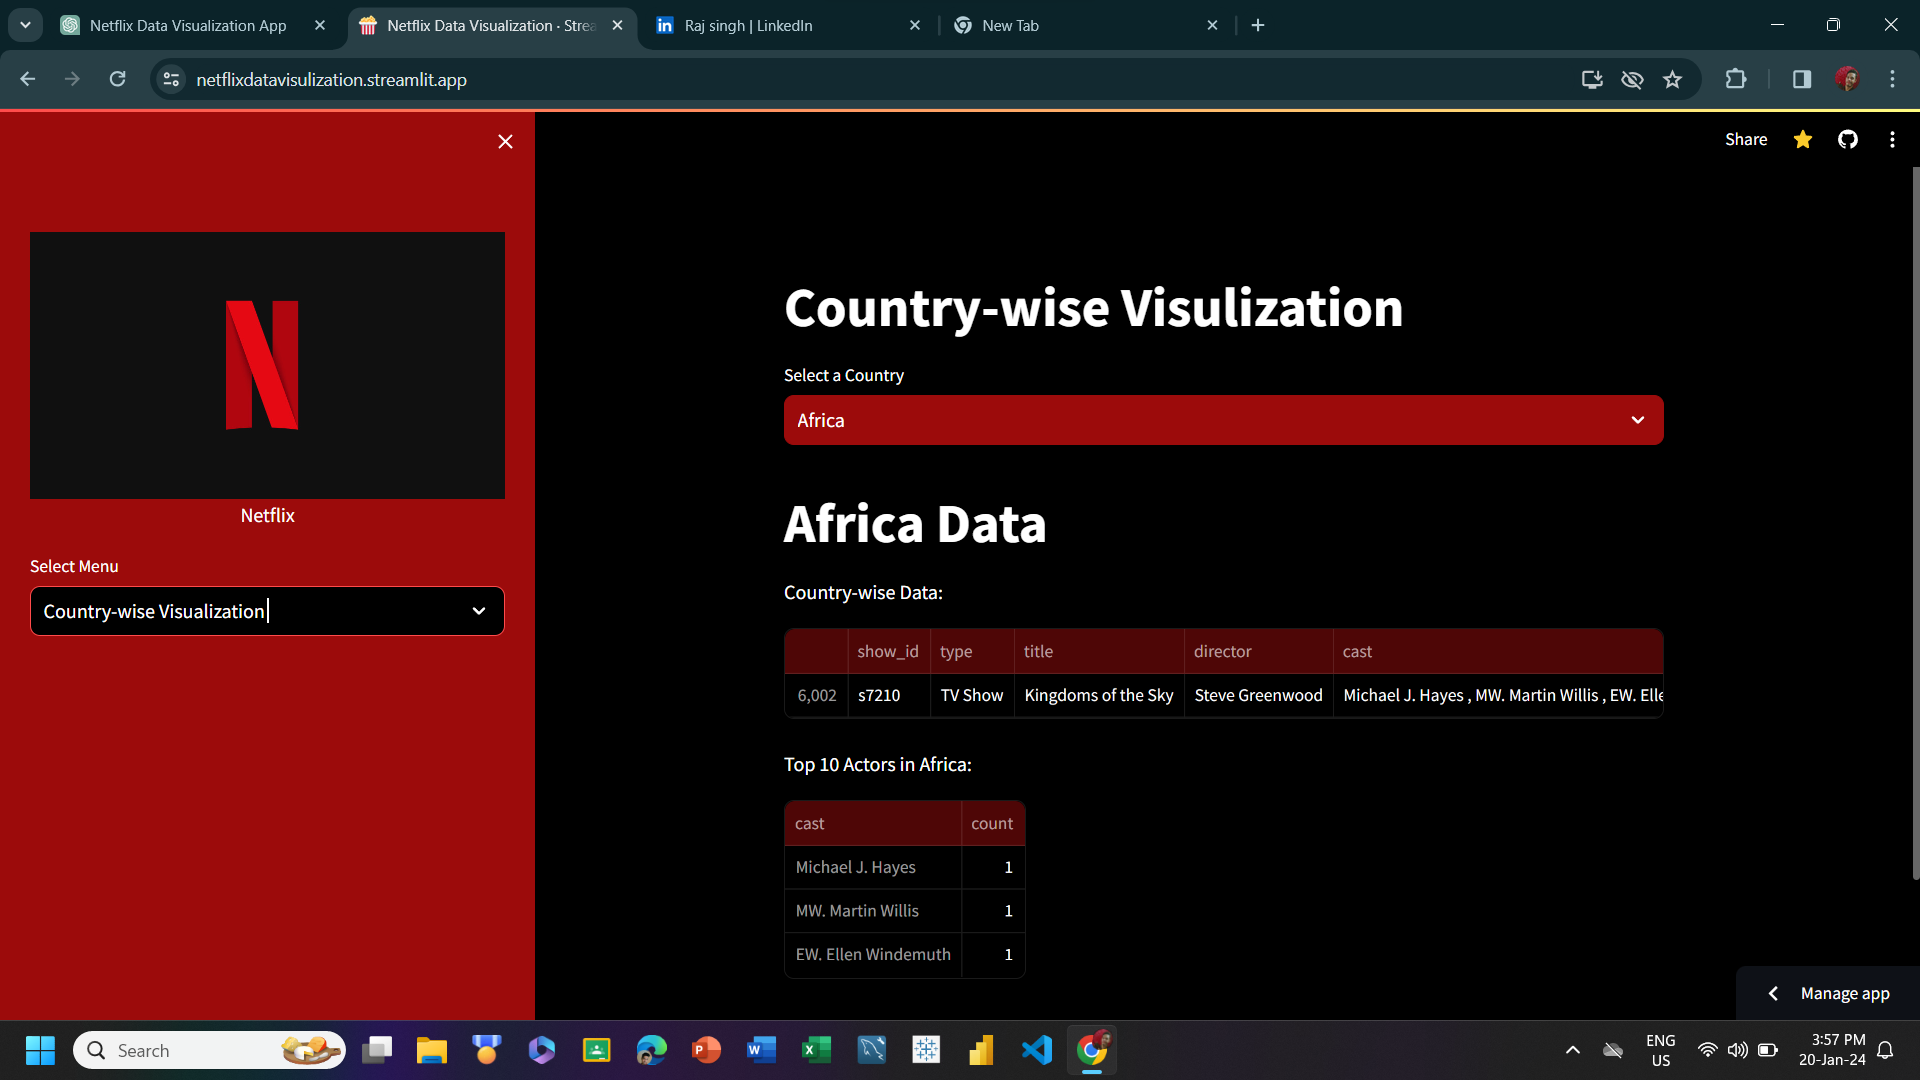 Netflix Data Visualization App
Netflix Data Visualization · Strea
Raj singh | LinkedIn
New Tab
netflixdatavisulization.streamlit.app
Share
Netflix
Select Menu
Country-wise Visualization
Country-wise Visulization
Select a Country
Africa
Africa Data
Country-wise Data:
show_id type title director cast
6,002 s7210 TV Show Kingdoms of the Sky Steve Greenwood Michael J. Hayes , MW. Martin Willis , EW. Elle
Top 10 Actors in Africa:
cast count
Michael J. Hayes 1
MW. Martin Willis 1
EW. Ellen Windemuth 1
Manage app
Search
ENG
US
3:57 PM
20-Jan-24